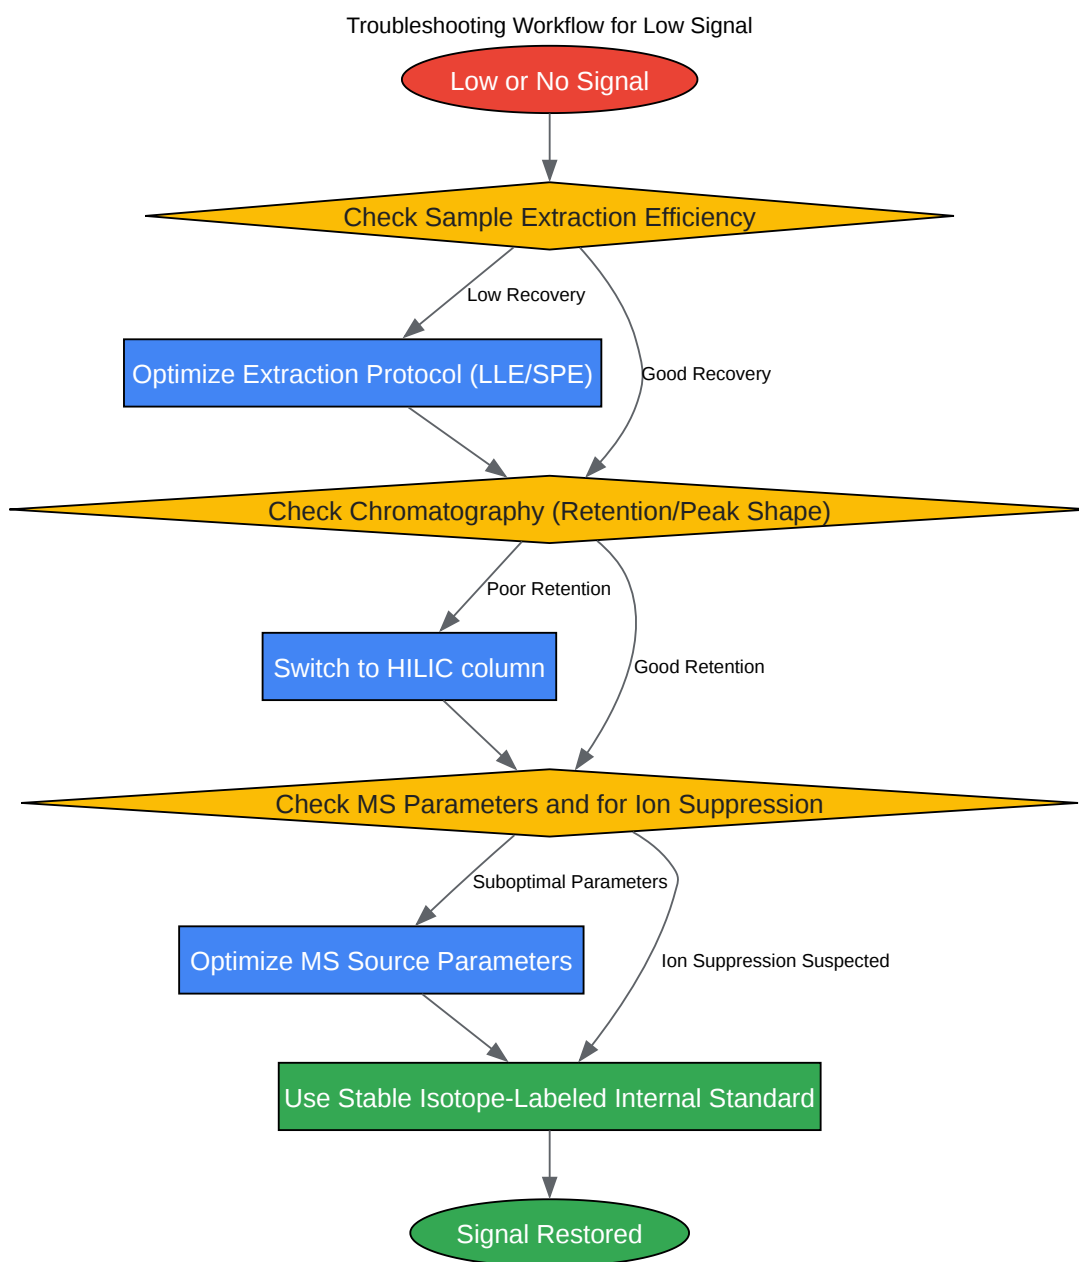 Troubleshooting Workflow for Low Signal
Low or No Signal
Check Sample Extraction Efficiency
Low Recovery
Optimize Extraction Protocol (LLE/SPE)
Good Recovery
Check Chromatography (Retention/Peak Shape)
Poor Retention
Switch to HILIC column
Good Retention
Check MS Parameters and for Ion Suppression
Suboptimal Parameters
Optimize MS Source Parameters
Ion Suppression Suspected
Use Stable Isotope-Labeled Internal Standard
Signal Restored